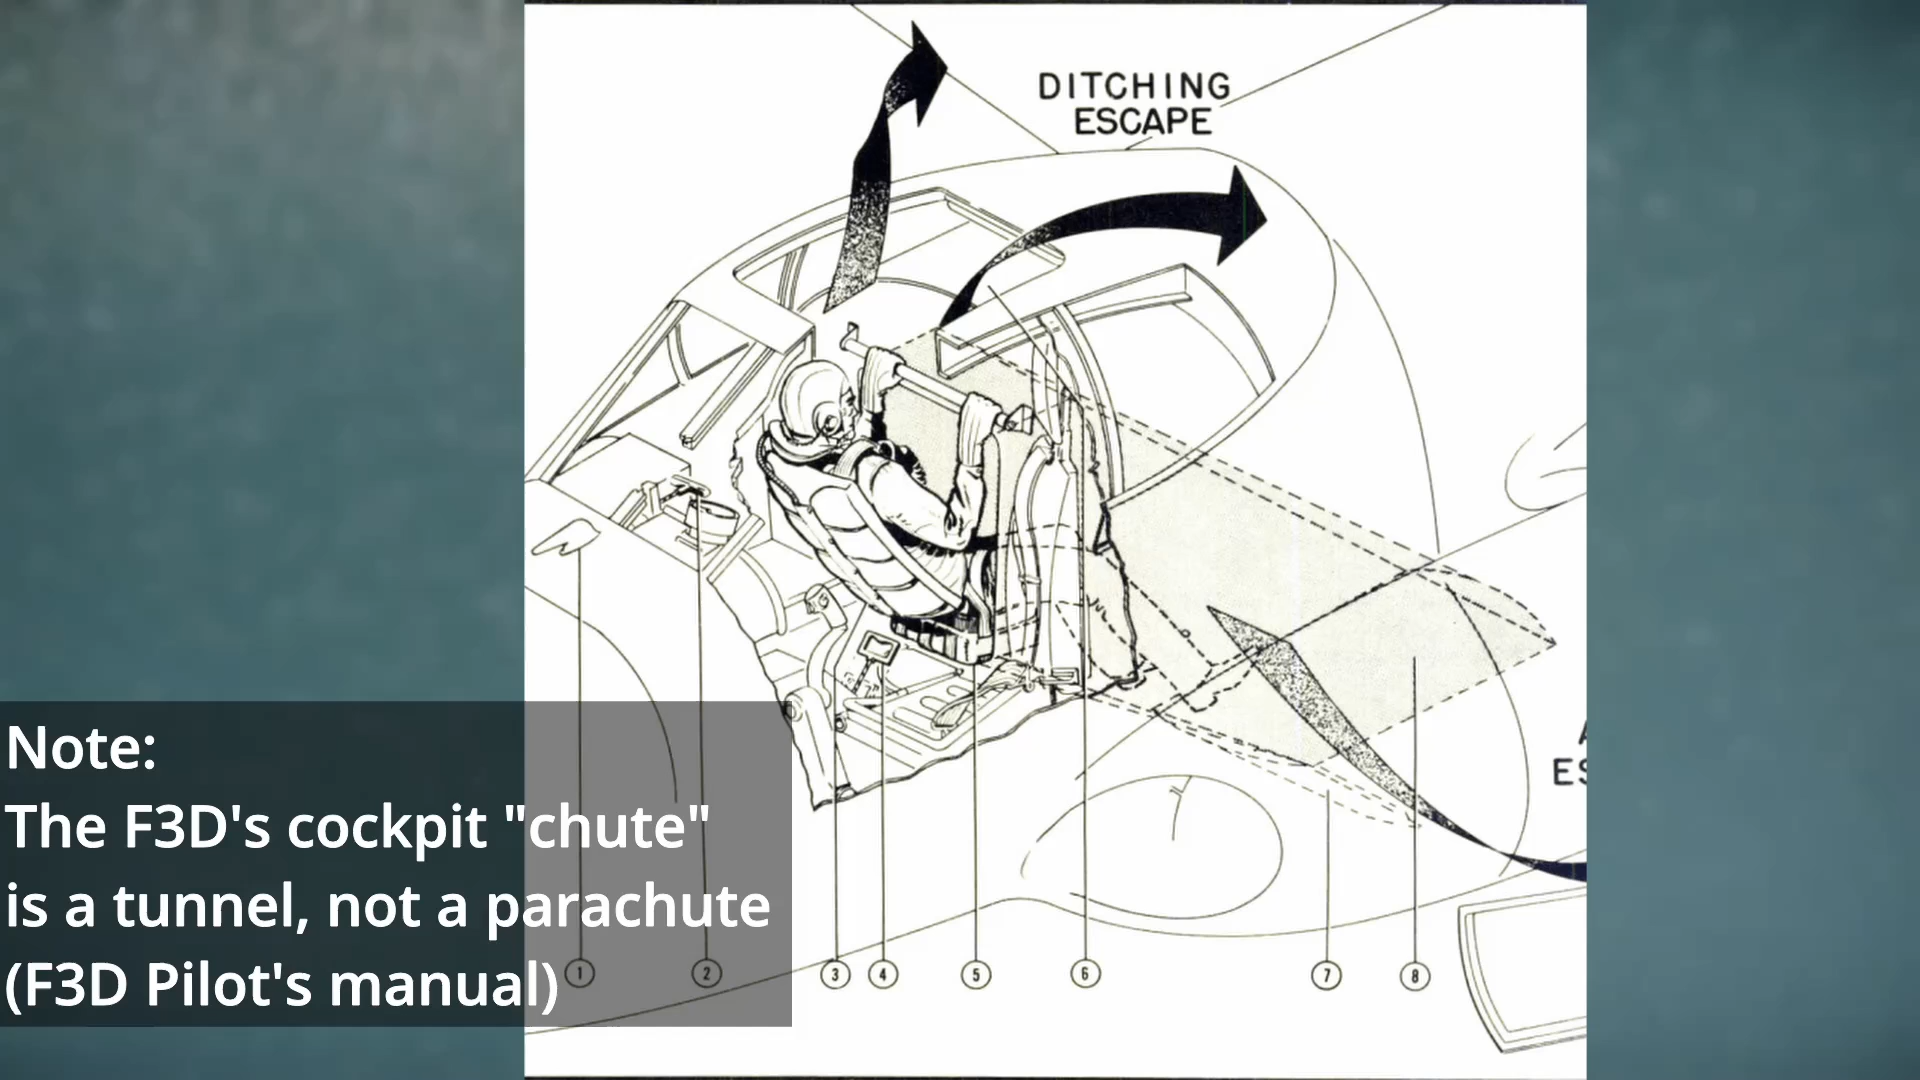 DITCHING
ESCAPE
Note:
The F3D's cockpit "chute"
is a tunnel, not a parachute
(F3D Pilot's manual)
1 2 3 4 5 6 7 8